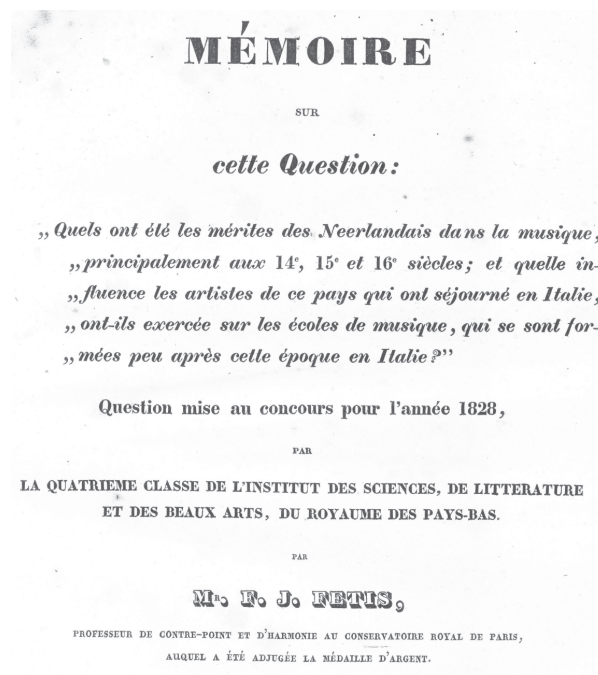 MÉMOIRE
SUR
cette Question:
„Quels ont été les mérites des Neerlandais dans la musique,
„principalement aux 14e, 15e et 16e siècles; et quelle in-
„fluence les artistes de ce pays qui ont séjourné en Italie,
„ont-ils exercée sur les écoles de musique, qui se sont for-
„mées peu après cette époque en Italie?”
Question mise au concours pour l'année 1828,
PAR
LA QUATRIEME CLASSE DE L'INSTITUT DES SCIENCES, DE LITTERATURE
ET DES BEAUX ARTS, DU ROYAUME DES PAYS-BAS.
PAR
Mr. F. J. FETIS,
PROFESSEUR DE CONTRE-POINT ET D'HARMONIE AU CONSERVATOIRE ROYAL DE PARIS,
AUQUEL A ÉTÉ ADJUGÉE LA MÉDAILLE D'ARGENT.